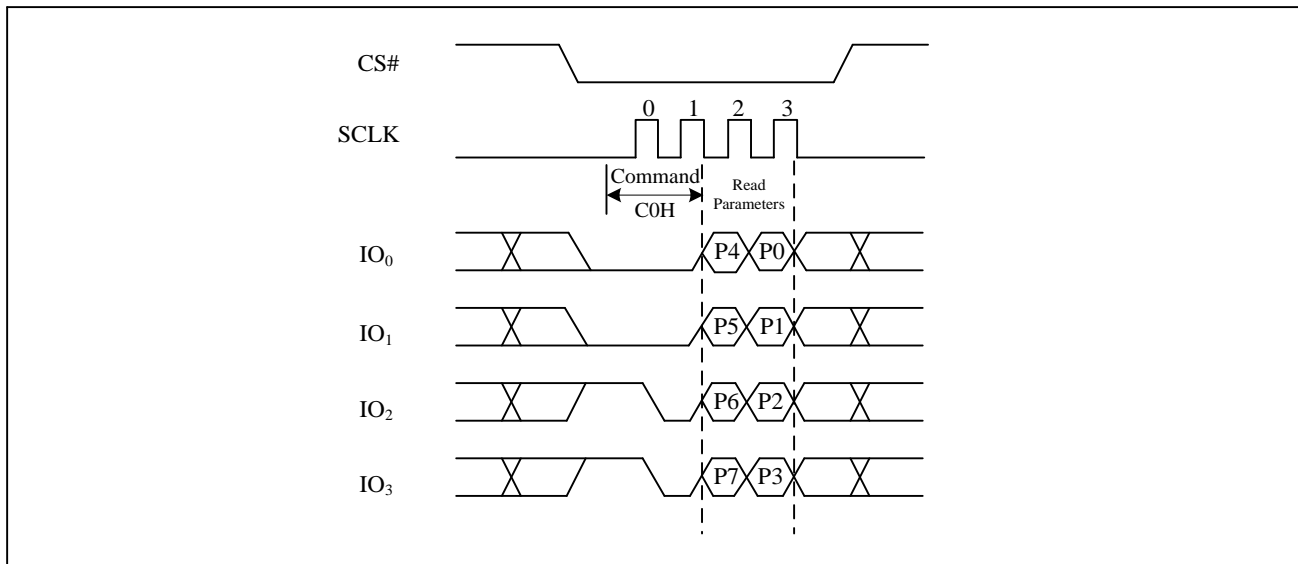 CS#
0 1 2 3
SCLK
Command
C0H
Read
Parameters
IO₀ P4 P0
IO₁ P5 P1
IO₂ P6 P2
IO₃ P7 P3